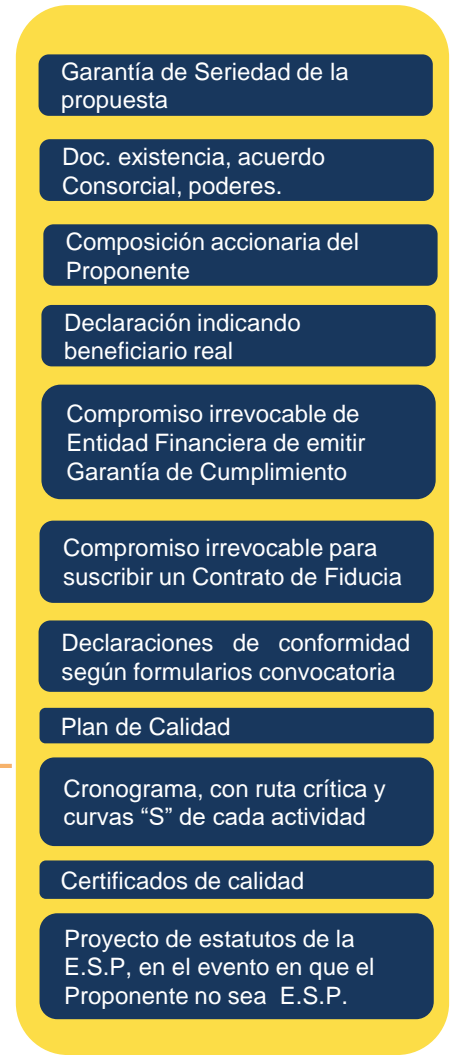 Garantía de Seriedad de la
propuesta
Doc. existencia, acuerdo
Consorcial, poderes.
Composición accionaria del
Proponente
Declaración indicando
beneficiario real
Compromiso irrevocable de
Entidad Financiera de emitir
Garantía de Cumplimiento
Compromiso irrevocable para
suscribir un Contrato de Fiducia
Declaraciones de conformidad
según formularios convocatoria
Plan de Calidad
Cronograma, con ruta crítica y
curvas “S” de cada actividad
Certificados de calidad
Proyecto de estatutos de la
E.S.P, en el evento en que el
Proponente no sea E.S.P.